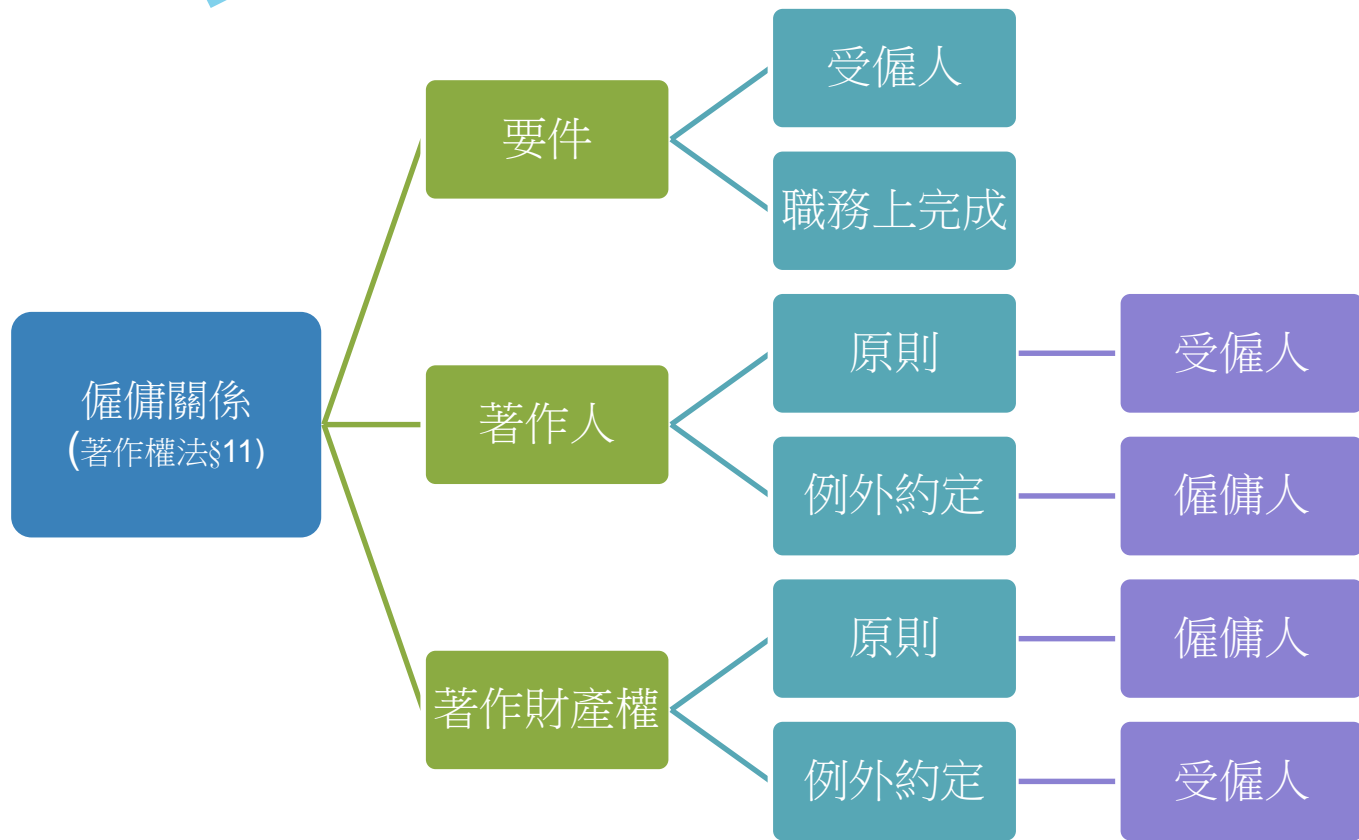 僱傭關係
(著作權法§11)
要件
受僱人
職務上完成
著作人
原則
受僱人
例外約定
僱傭人
著作財產權
原則
僱傭人
例外約定
受僱人